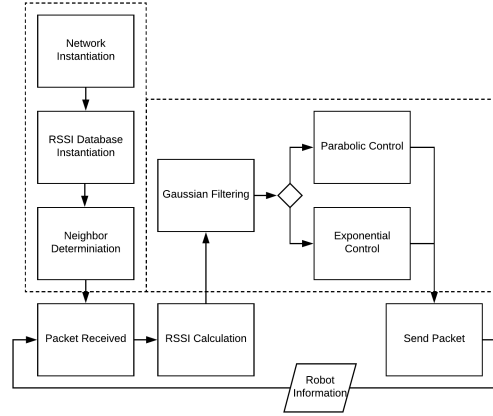 Network
Instantiation
RSSI Database
Instantiation
Neighbor
Determiniation
Gaussian Filtering
Parabolic Control
Exponential
Control
Packet Received
RSSI Calculation
Send Packet
Robot
Information